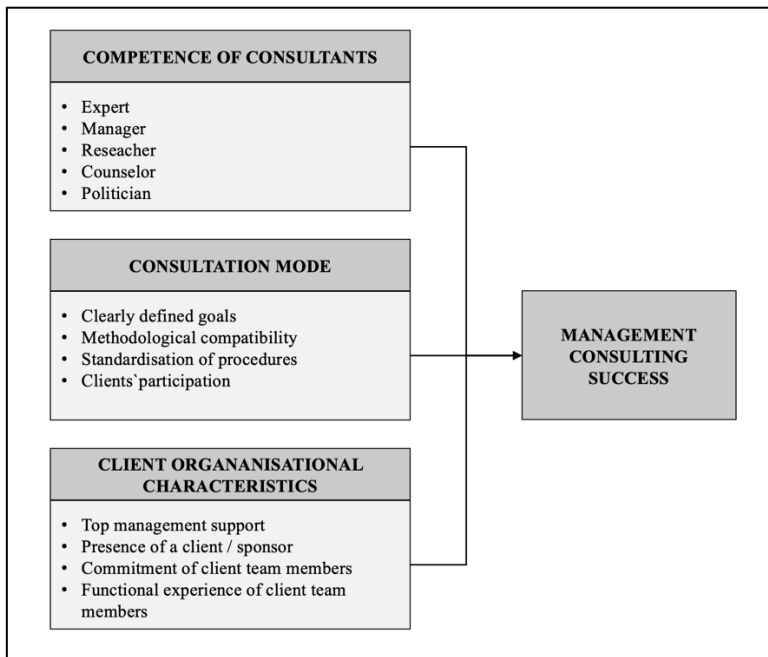 COMPETENCE OF CONSULTANTS
• Expert
• Manager
• Reseacher
• Counselor
• Politician
CONSULTATION MODE
• Clearly defined goals
• Methodological compatibility
• Standardisation of procedures
• Clients`participation
CLIENT ORGANANISATIONAL
CHARACTERISTICS
• Top management support
• Presence of a client / sponsor
• Commitment of client team members
• Functional experience of client team
members
MANAGEMENT
CONSULTING
SUCCESS